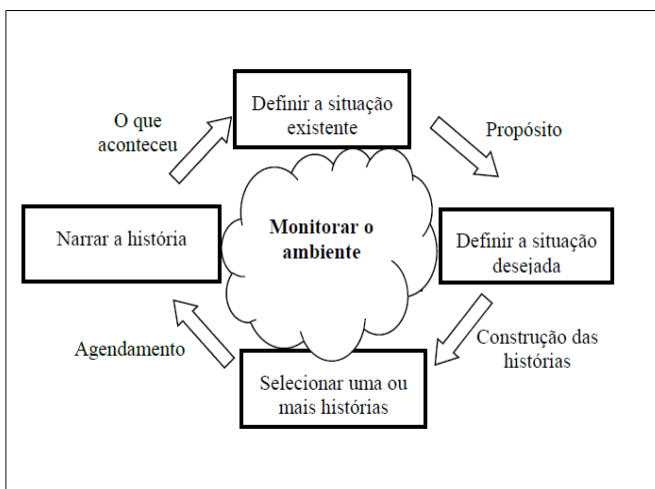 Definir a situação
existente
O que
aconteceu
Propósito
Monitorar o
ambiente
Narrar a história
Definir a situação
desejada
Agendamento
Construção das
histórias
Selecionar uma ou
mais histórias